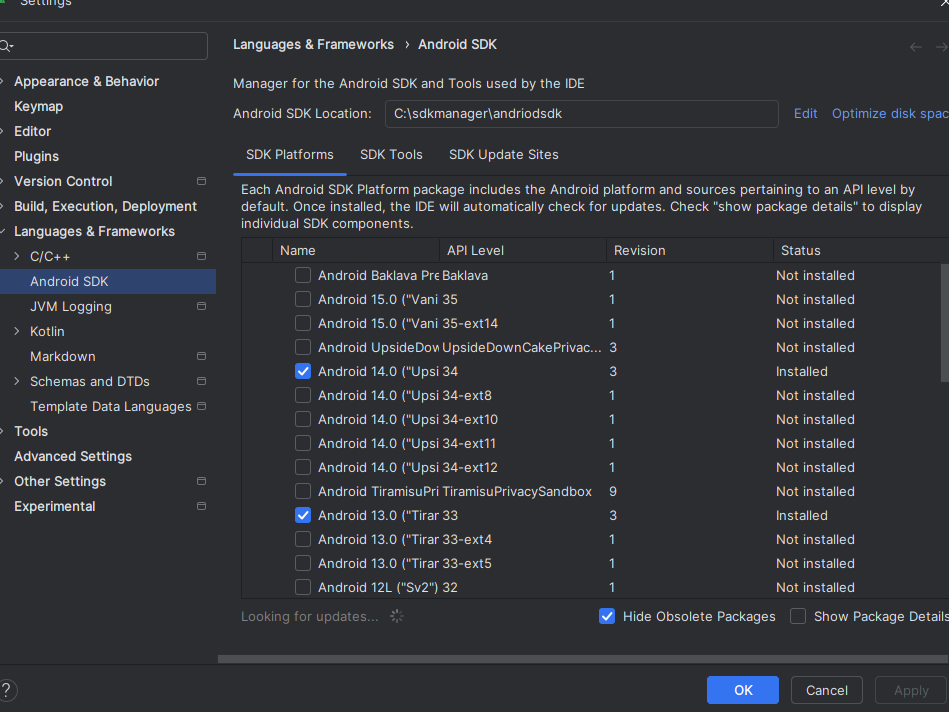 Settings
Appearance & Behavior
Keymap
Editor
Plugins
Version Control
Build, Execution, Deployment
Languages & Frameworks
C/C++
Android SDK
JVM Logging
Kotlin
Markdown
Schemas and DTDs
Template Data Languages
Tools
Advanced Settings
Other Settings
Experimental
?
Languages & Frameworks › Android SDK
Manager for the Android SDK and Tools used by the IDE
Android SDK Location: C:\sdkmanager\andriodsdk Edit Optimize disk spac
SDK Platforms SDK Tools SDK Update Sites
Each Android SDK Platform package includes the Android platform and sources pertaining to an API level by
default. Once installed, the IDE will automatically check for updates. Check "show package details" to display
individual SDK components.
Name API Level Revision Status
Android Baklava Pre Baklava 1 Not installed
Android 15.0 ("Vani 35 1 Not installed
Android 15.0 ("Vani 35-ext14 1 Not installed
Android UpsideDow UpsideDownCakePrivac... 3 Not installed
Android 14.0 ("Upsi 34 3 Installed
Android 14.0 ("Upsi 34-ext8 1 Not installed
Android 14.0 ("Upsi 34-ext10 1 Not installed
Android 14.0 ("Upsi 34-ext11 1 Not installed
Android 14.0 ("Upsi 34-ext12 1 Not installed
Android TiramisuPri TiramisuPrivacySandbox 9 Not installed
Android 13.0 ("Tirar 33 3 Installed
Android 13.0 ("Tirar 33-ext4 1 Not installed
Android 13.0 ("Tirar 33-ext5 1 Not installed
Android 12L ("Sv2") 32 1 Not installed
Looking for updates... Hide Obsolete Packages Show Package Details
OK Cancel Apply